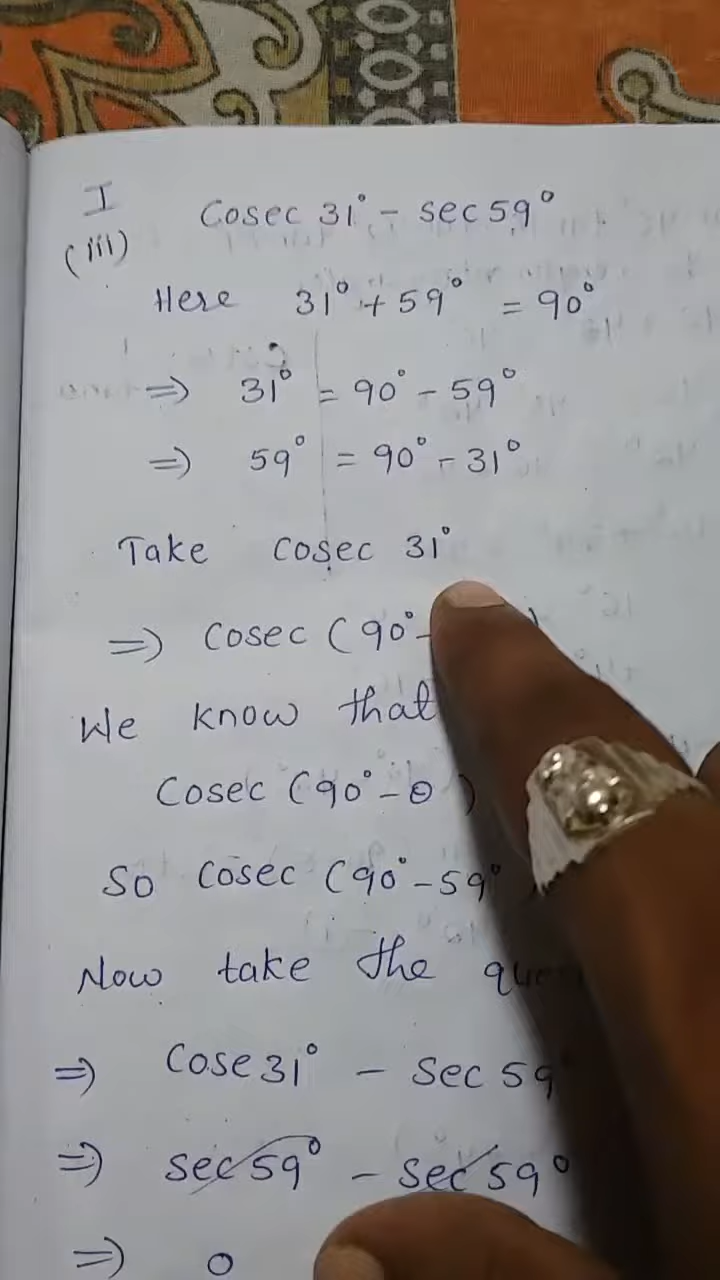 I
(iii) Cosec 31° - sec 59°
Here 31° + 59° = 90°
=> 31° = 90° - 59°
=> 59° = 90° - 31°
Take cosec 31°
=> Cosec (90° -
We know that
Cosec (90° - θ)
So Cosec (90° - 59°
Now take the
=> Cose 31° - sec 59
=> sec 59° - sec 59°
=> 0